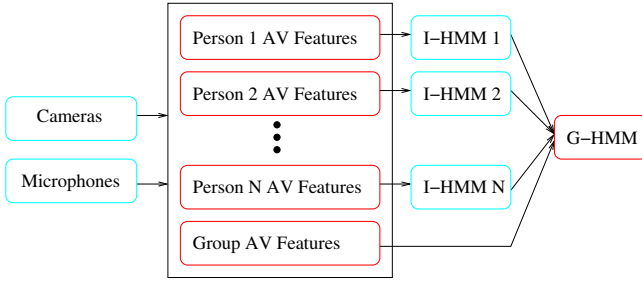 Person 1 AV Features
I−HMM 1
Person 2 AV Features
I−HMM 2
Cameras
G−HMM
Microphones
Person N AV Features
I−HMM N
Group AV Features